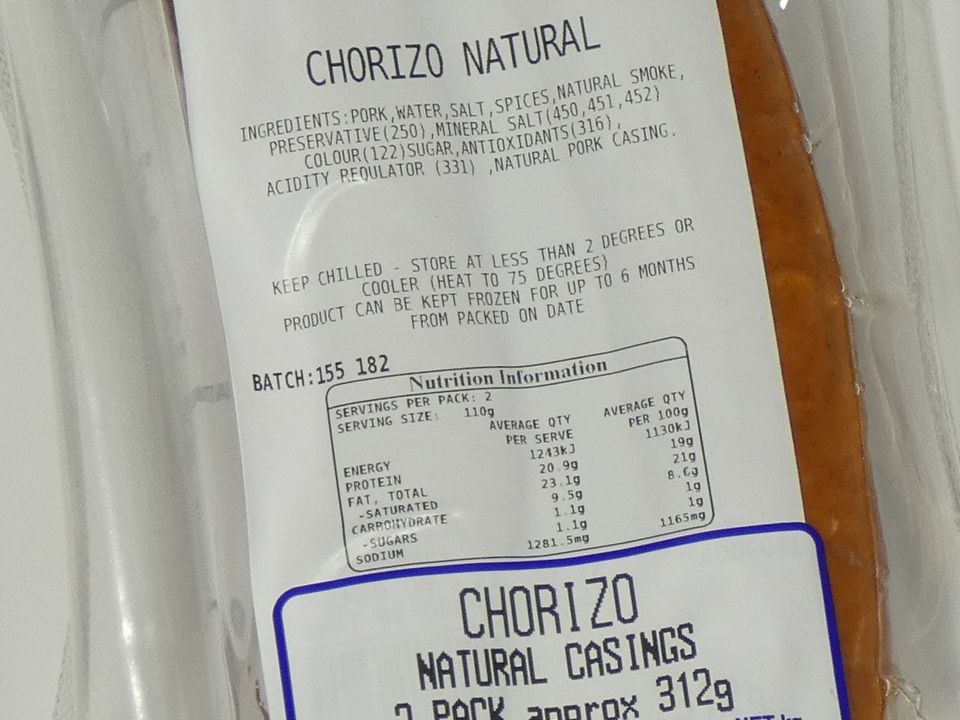 CHORIZO NATURAL
INGREDIENTS:PORK,WATER,SALT,SPICES,NATURAL SMOKE,
PRESERVATIVE(250),MINERAL SALT(450,451,452)
COLOUR(122)SUGAR,ANTIOXIDANTS(316),
ACIDITY REQULATOR (331) ,NATURAL PORK CASING.
KEEP CHILLED - STORE AT LESS THAN 2 DEGREES OR
COOLER (HEAT TO 75 DEGREES)
PRODUCT CAN BE KEPT FROZEN FOR UP TO 6 MONTHS
FROM PACKED ON DATE
BATCH:155 182
Nutrition Information
SERVINGS PER PACK: 2
SERVING SIZE: 110g
AVERAGE QTY AVERAGE QTY
PER SERVE PER 100g
ENERGY 1243kJ 1130kJ
PROTEIN 20.9g 19g
FAT, TOTAL 23.1g 21g
-SATURATED 9.5g 8.6g
CARBOHYDRATE 1.1g 1g
-SUGARS 1.1g 1g
SODIUM 1281.5mg 1165mg
CHORIZO
NATURAL CASINGS
PACK approx 312g
NET kg